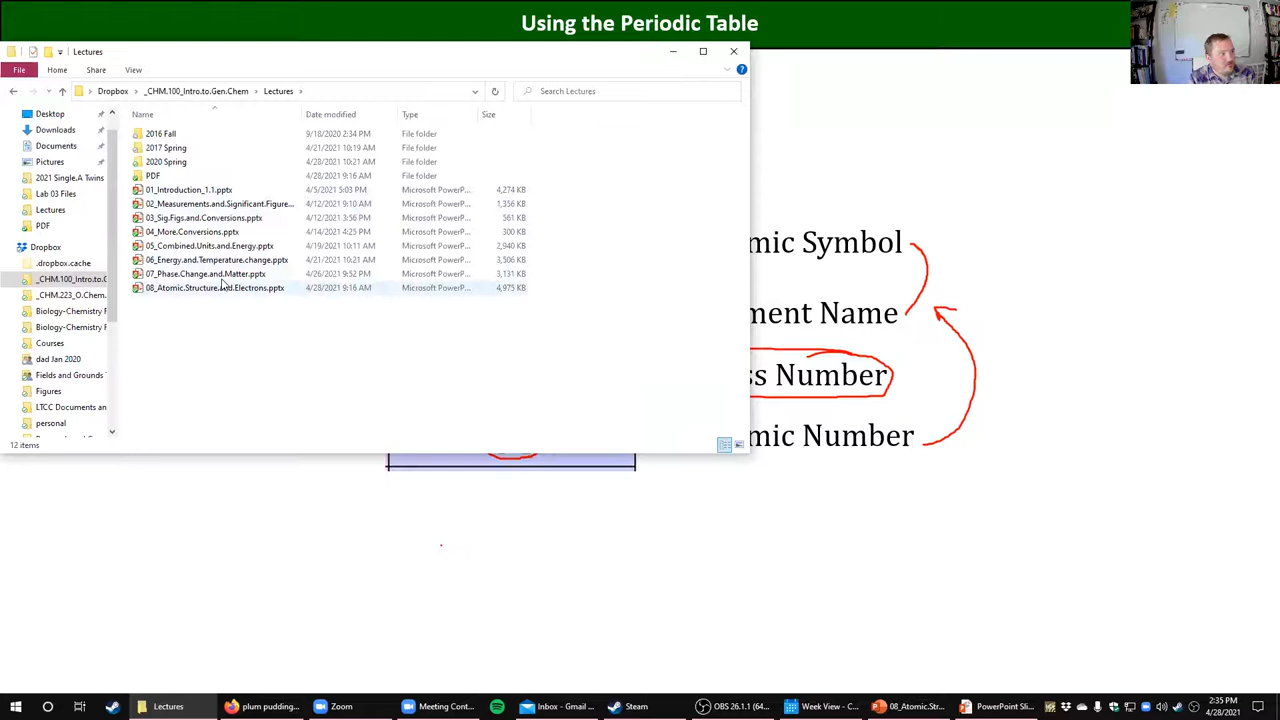 Using the Periodic Table
Lectures
File Home Share View
Dropbox _CHM.100_Intro.to.Gen.Chem Lectures
Search Lectures
Name Date modified Type Size
Desktop
Downloads
Documents
Pictures
2021 Single.A Twins
Lab 03 Files
Lectures
PDF
Dropbox
.dropbox.cache
_CHM.100_Intro.to.G
_CHM.223_O.Chem.
Biology-Chemistry F
Biology-Chemistry
Courses
dad Jan 2020
Fields and Grounds
Figures
LTCC Documents an
personal
2016 Fall 9/18/2020 2:34 PM File folder
2017 Spring 4/21/2021 10:19 AM File folder
2020 Spring 4/28/2021 10:21 AM File folder
PDF 4/28/2021 9:16 AM File folder
01_Introduction_1.1.pptx 4/5/2021 5:03 PM Microsoft PowerP... 4,274 KB
02_Measurements.and.Significant.Figure... 4/12/2021 9:10 AM Microsoft PowerP... 1,356 KB
03_Sig.Figs.and.Conversions.pptx 4/12/2021 3:56 PM Microsoft PowerP... 561 KB
04_More.Conversions.pptx 4/14/2021 4:25 PM Microsoft PowerP... 300 KB
05_Combined.Units.and.Energy.pptx 4/19/2021 10:11 AM Microsoft PowerP... 2,940 KB
06_Energy.and.Temperature.change.pptx 4/21/2021 10:21 AM Microsoft PowerP... 3,506 KB
07_Phase.Change.and.Matter.pptx 4/26/2021 9:52 PM Microsoft PowerP... 3,131 KB
08_Atomic.Structure.and.Electrons.pptx 4/28/2021 9:16 AM Microsoft PowerP... 4,975 KB
12 items
mic Symbol
ment Name
ss Number
mic Number
Lectures
plum pudding...
Zoom
Meeting Cont...
Inbox - Gmail ...
Steam
OBS 26.1.1 (64...
Week View - C...
08_Atomic.Str...
PowerPoint Sli...
2:35 PM
4/28/2021